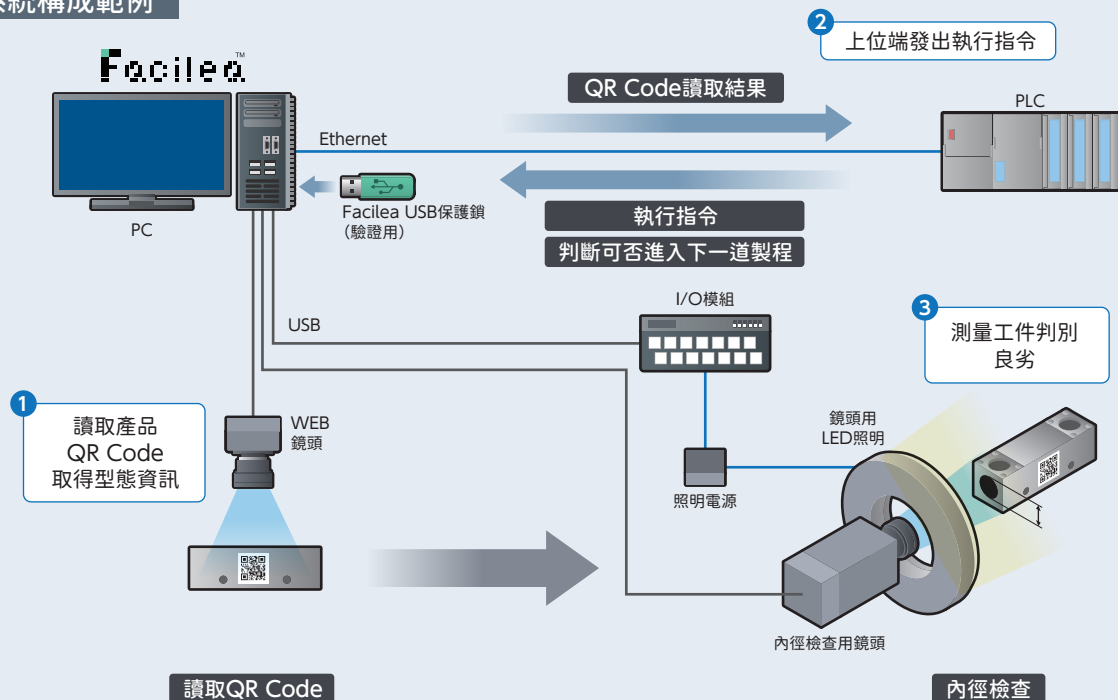 系統構成範例
Facilea™
PC
Ethernet
Facilea USB保護鎖
（驗證用）
QR Code讀取結果
2
上位端發出執行指令
PLC
執行指令
判斷可否進入下一道製程
USB
I/O模組
3
測量工件判別
良劣
1
讀取產品
QR Code
取得型態資訊
WEB
鏡頭
鏡頭用
LED照明
照明電源
內徑檢查用鏡頭
讀取QR Code
內徑檢查